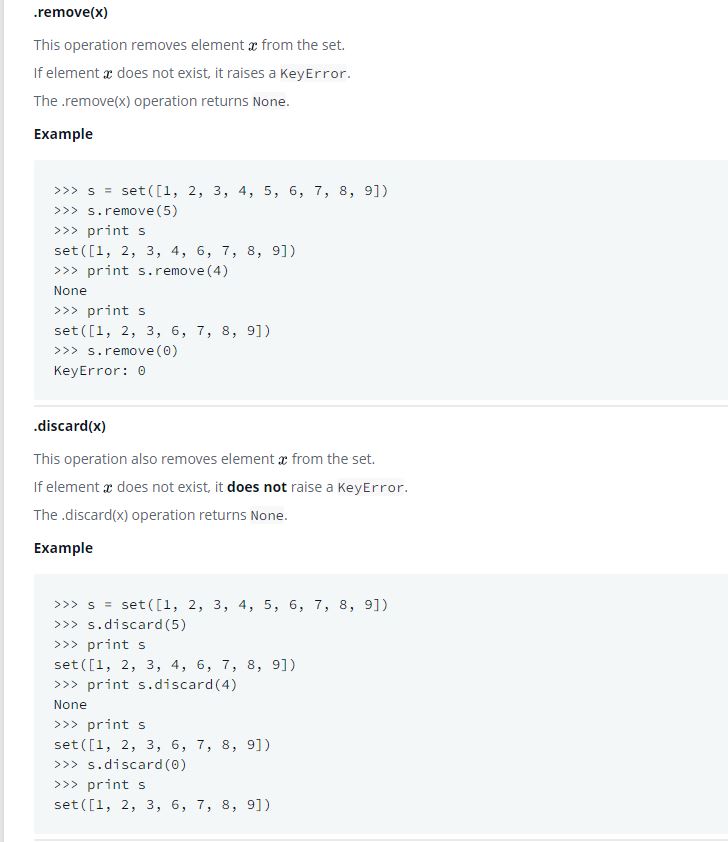 .remove(x)
This operation removes element x from the set.
If element x does not exist, it raises a KeyError.
The .remove(x) operation returns None.
Example
>>> s = set([1, 2, 3, 4, 5, 6, 7, 8, 9])
>>> s.remove(5)
>>> print s
set([1, 2, 3, 4, 6, 7, 8, 9])
>>> print s.remove(4)
None
>>> print s
set([1, 2, 3, 6, 7, 8, 9])
>>> s.remove(0)
KeyError: 0
.discard(x)
This operation also removes element x from the set.
If element x does not exist, it does not raise a KeyError.
The .discard(x) operation returns None.
Example
>>> s = set([1, 2, 3, 4, 5, 6, 7, 8, 9])
>>> s.discard(5)
>>> print s
set([1, 2, 3, 4, 6, 7, 8, 9])
>>> print s.discard(4)
None
>>> print s
set([1, 2, 3, 6, 7, 8, 9])
>>> s.discard(0)
>>> print s
set([1, 2, 3, 6, 7, 8, 9])